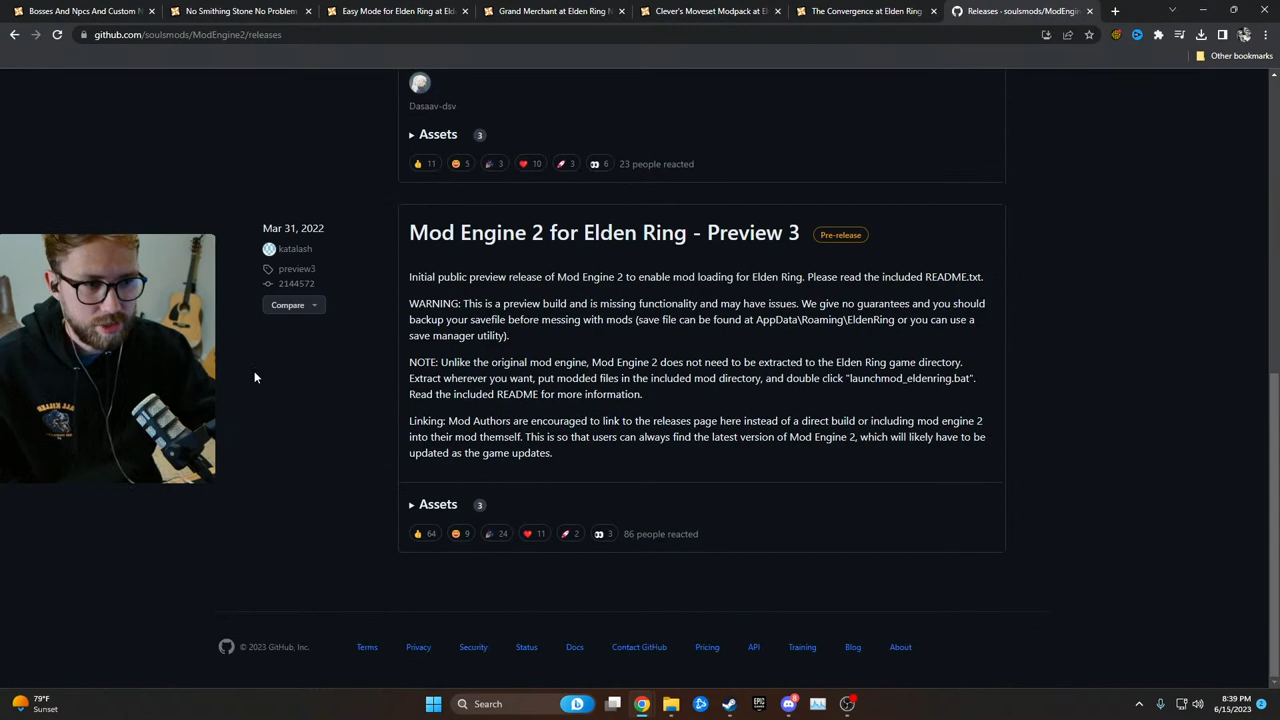 Bosses And Npcs And Custom N
No Smithing Stone No Problem
Easy Mode for Elden Ring at Eld
Grand Merchant at Elden Ring N
Clever's Moveset Modpack at El
The Convergence at Elden Ring
Releases - soulsmods/ModEngin
github.com/soulsmods/ModEngine2/releases
Other bookmarks
Dasaav-dsv
Assets 3
11 5 3 10 3 6 23 people reacted
Mar 31, 2022
katalash
preview3
2144572
Compare
Mod Engine 2 for Elden Ring - Preview 3 Pre-release
Initial public preview release of Mod Engine 2 to enable mod loading for Elden Ring. Please read the included README.txt.
WARNING: This is a preview build and is missing functionality and may have issues. We give no guarantees and you should
backup your savefile before messing with mods (save file can be found at AppData\Roaming\EldenRing or you can use a
save manager utility).
NOTE: Unlike the original mod engine, Mod Engine 2 does not need to be extracted to the Elden Ring game directory.
Extract wherever you want, put modded files in the included mod directory, and double click "launchmod_eldenring.bat".
Read the included README for more information.
Linking: Mod Authors are encouraged to link to the releases page here instead of a direct build or including mod engine 2
into their mod themself. This is so that users can always find the latest version of Mod Engine 2, which will likely have to be
updated as the game updates.
Assets 3
64 9 24 11 2 3 86 people reacted
© 2023 GitHub, Inc. Terms Privacy Security Status Docs Contact GitHub Pricing API Training Blog About
79°F
Sunset
Search
EPIC
8:39 PM
6/15/2023